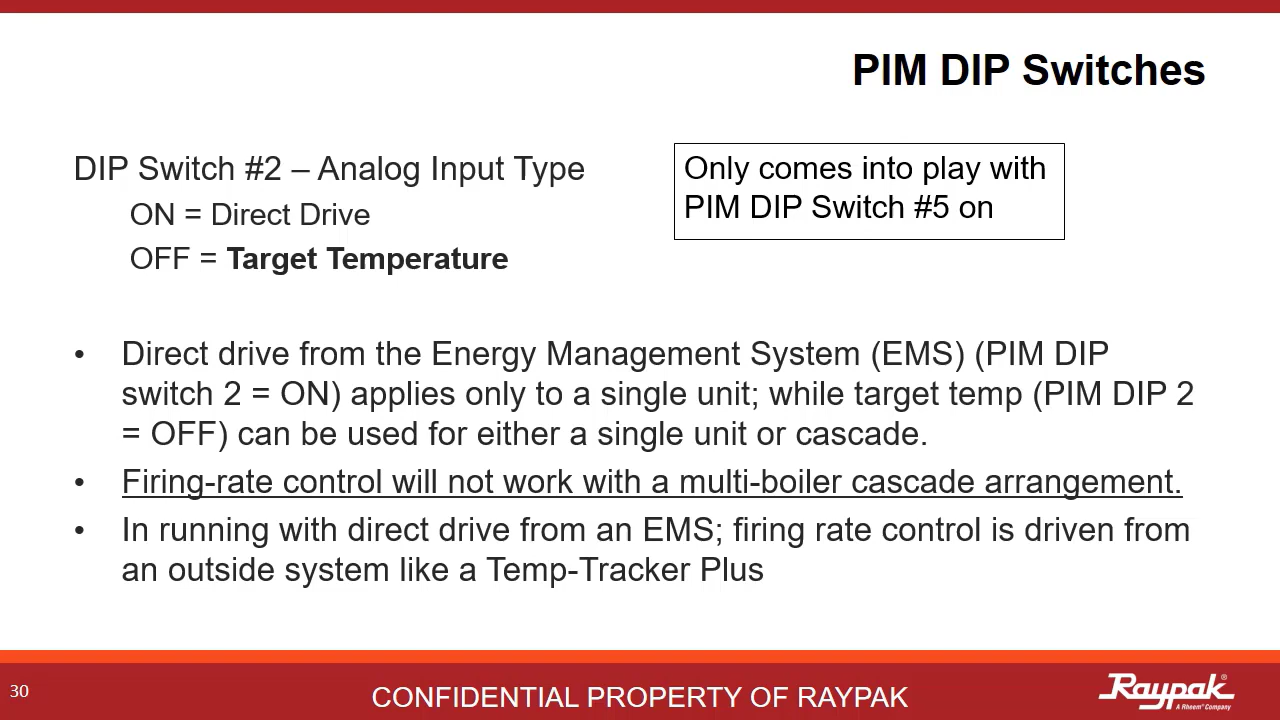 PIM DIP Switches
DIP Switch #2 – Analog Input Type
ON = Direct Drive
OFF = Target Temperature
Only comes into play with
PIM DIP Switch #5 on
• Direct drive from the Energy Management System (EMS) (PIM DIP
switch 2 = ON) applies only to a single unit; while target temp (PIM DIP 2
= OFF) can be used for either a single unit or cascade.
• Firing-rate control will not work with a multi-boiler cascade arrangement.
• In running with direct drive from an EMS; firing rate control is driven from
an outside system like a Temp-Tracker Plus
30
CONFIDENTIAL PROPERTY OF RAYPAK
Raypak®
A Rheem® Company